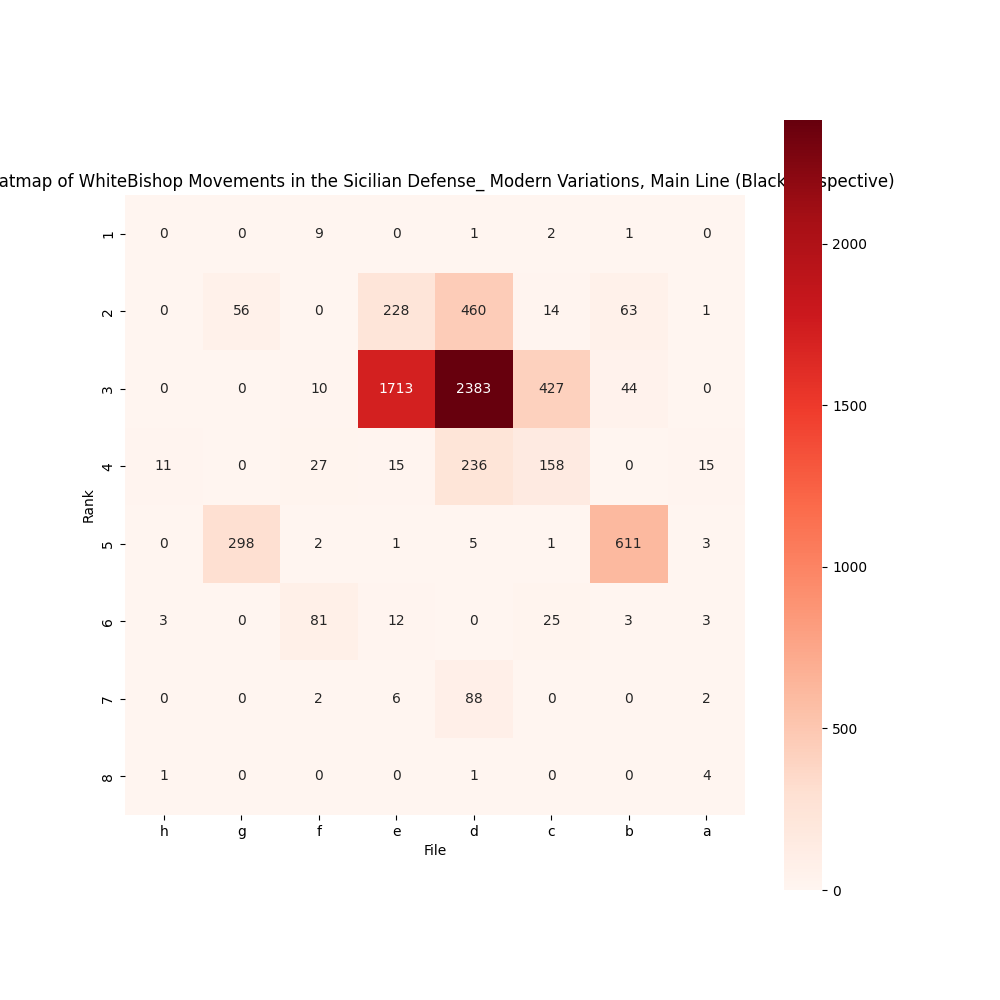 atmap of WhiteBishop Movements in the Sicilian Defense_ Modern Variations, Main Line (Black spective)
1 0 0 9 0 1 2 1 0
2 0 56 0 228 460 14 63 1
3 0 0 10 1713 2383 427 44 0
4 11 0 27 15 236 158 0 15
5 0 298 2 1 5 1 611 3
6 3 0 81 12 0 25 3 3
7 0 0 2 6 88 0 0 2
8 1 0 0 0 1 0 0 4
h g f e d c b a
File
Rank
2000
1500
1000
500
0